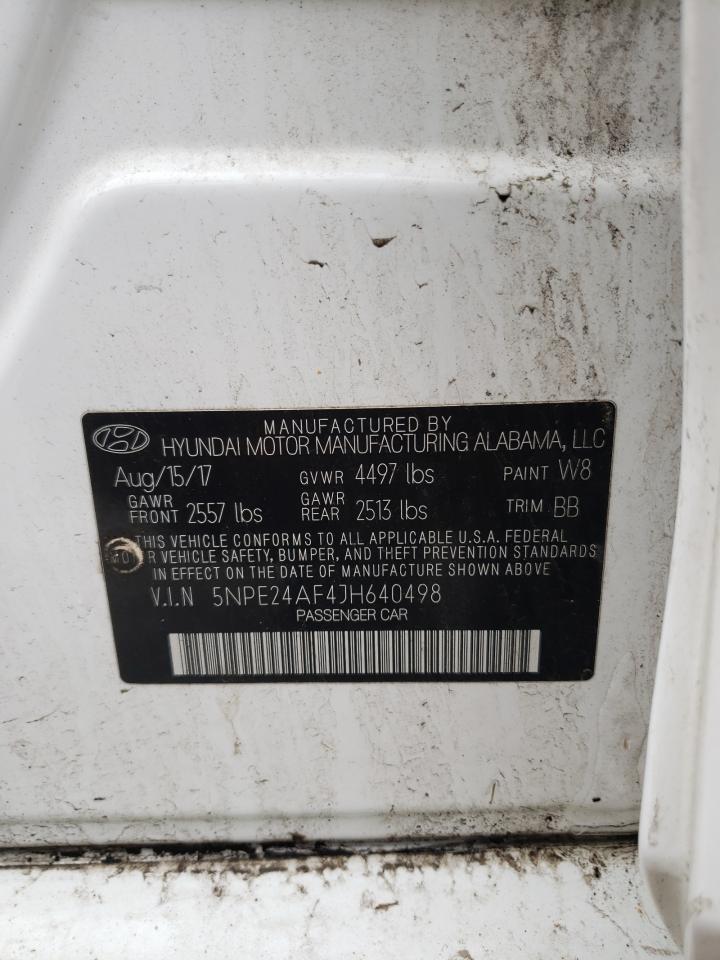 MANUFACTURED BY
HYUNDAI MOTOR MANUFACTURING ALABAMA, LLC
Aug/15/17 GVWR 4497 lbs PAINT W8
GAWR FRONT 2557 lbs GAWR REAR 2513 lbs TRIM BB
THIS VEHICLE CONFORMS TO ALL APPLICABLE U.S.A. FEDERAL
MOTOR VEHICLE SAFETY, BUMPER, AND THEFT PREVENTION STANDARDS
IN EFFECT ON THE DATE OF MANUFACTURE SHOWN ABOVE.
V.I.N 5NPE24AF4JH640498
PASSENGER CAR